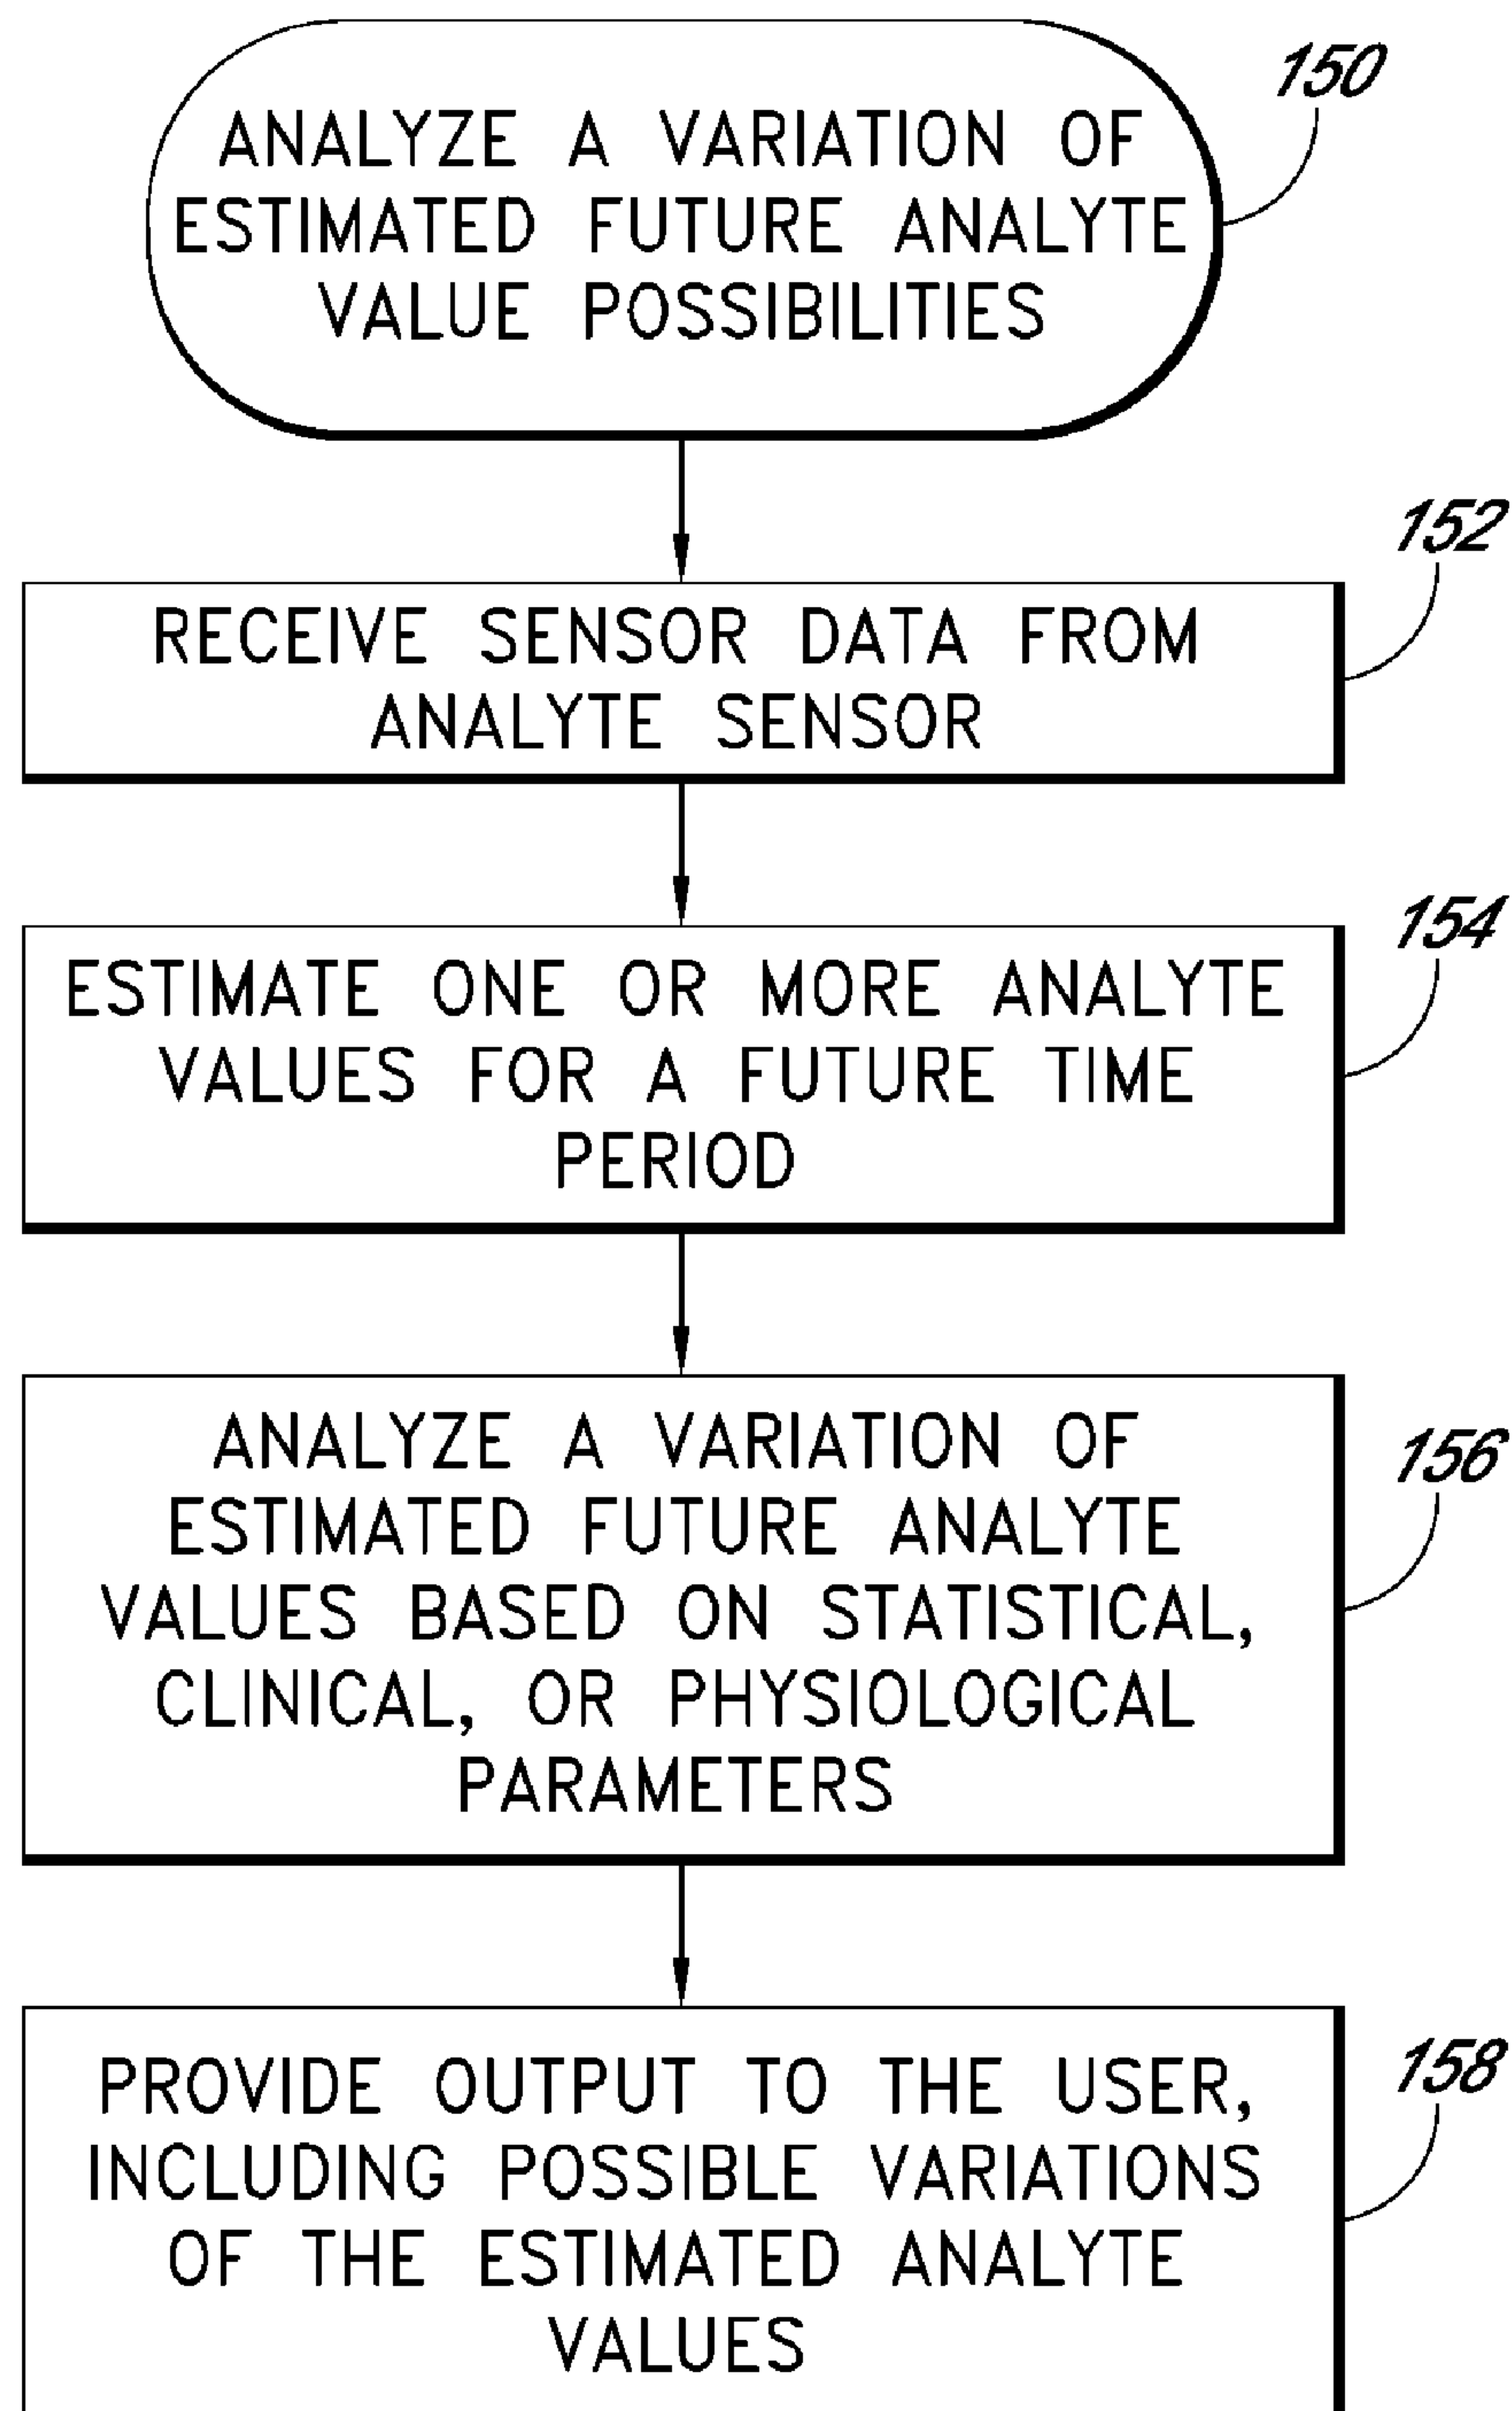 150
ANALYZE A VARIATION OF
ESTIMATED FUTURE ANALYTE
VALUE POSSIBILITIES
152
RECEIVE SENSOR DATA FROM
ANALYTE SENSOR
154
ESTIMATE ONE OR MORE ANALYTE
VALUES FOR A FUTURE TIME
PERIOD
156
ANALYZE A VARIATION OF
ESTIMATED FUTURE ANALYTE
VALUES BASED ON STATISTICAL,
CLINICAL, OR PHYSIOLOGICAL
PARAMETERS
158
PROVIDE OUTPUT TO THE USER,
INCLUDING POSSIBLE VARIATIONS
OF THE ESTIMATED ANALYTE
VALUES